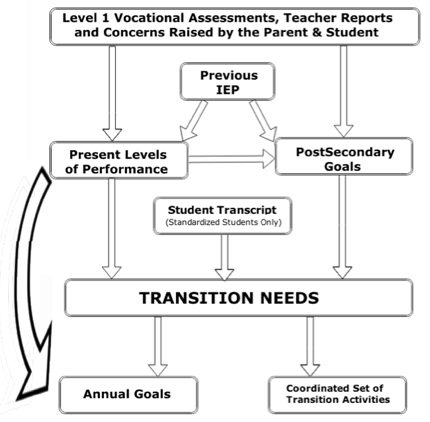 Level 1 Vocational Assessments, Teacher Reports
and Concerns Raised by the Parent & Student
Previous
IEP
Present Levels
of Performance
PostSecondary
Goals
Student Transcript
(Standardized Students Only)
TRANSITION NEEDS
Annual Goals
Coordinated Set of
Transition Activities